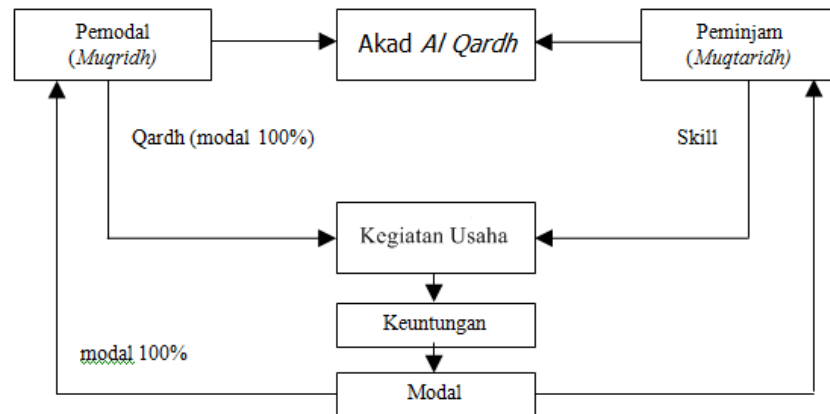 Pemodal
(Muqridh)
Akad Al Qardh
Peminjam
(Muqtaridh)
Qardh (modal 100%)
Skill
Kegiatan Usaha
Keuntungan
modal 100%
Modal